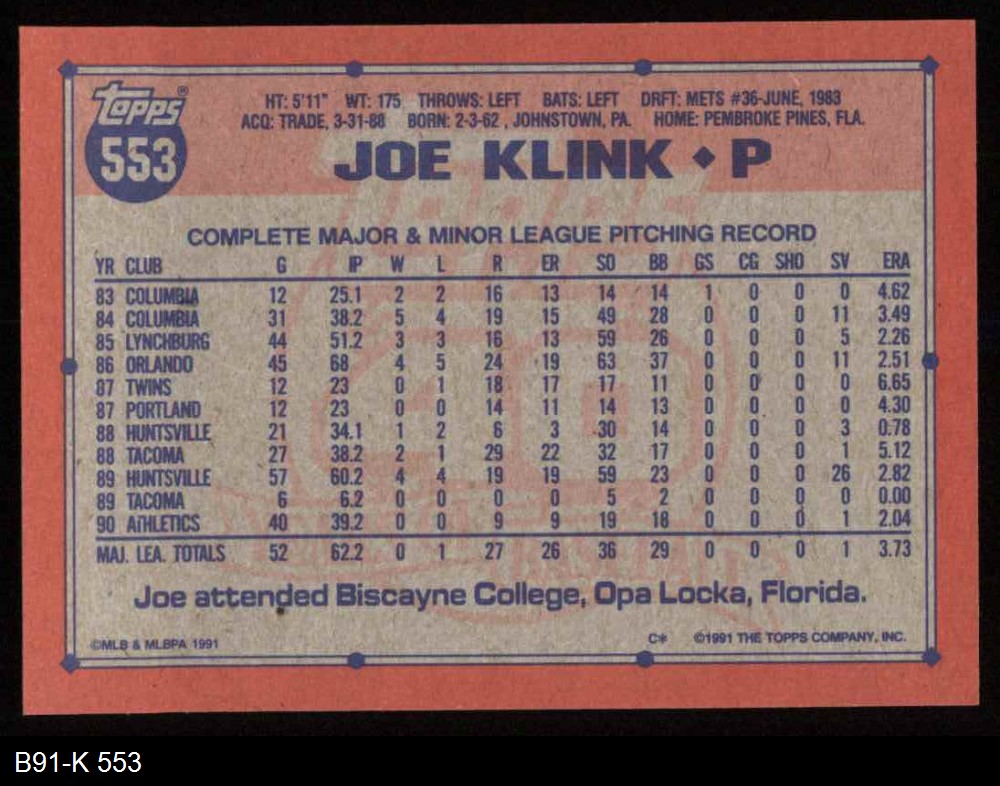 Topps®
553
HT: 5'11" WT: 175 THROWS: LEFT BATS: LEFT DRFT: METS #36-JUNE, 1983
ACQ: TRADE, 3-31-88 BORN: 2-3-62 , JOHNSTOWN, PA. HOME: PEMBROKE PINES, FLA.
JOE KLINK ◆ P
COMPLETE MAJOR & MINOR LEAGUE PITCHING RECORD
YR CLUB G IP W L R ER SO BB GS CG SHO SV ERA
83 COLUMBIA 12 25.1 2 2 16 13 14 14 1 0 0 0 4.62
84 COLUMBIA 31 38.2 5 4 19 15 49 28 0 0 0 11 3.49
85 LYNCHBURG 44 51.2 3 3 16 13 59 26 0 0 0 5 2.26
86 ORLANDO 45 68 4 5 24 19 63 37 0 0 0 11 2.51
87 TWINS 12 23 0 1 18 17 17 11 0 0 0 0 6.65
87 PORTLAND 12 23 0 0 14 11 14 13 0 0 0 0 4.30
88 HUNTSVILLE 21 34.1 1 2 6 3 30 14 0 0 0 3 0.78
88 TACOMA 27 38.2 2 1 29 22 32 17 0 0 0 1 5.12
89 HUNTSVILLE 57 60.2 4 4 19 19 59 23 0 0 0 26 2.82
89 TACOMA 6 6.2 0 0 0 0 5 2 0 0 0 0 0.00
90 ATHLETICS 40 39.2 0 0 9 9 19 18 0 0 0 1 2.04
MAJ. LEA. TOTALS 52 62.2 0 1 27 26 36 29 0 0 0 1 3.73
Joe attended Biscayne College, Opa Locka, Florida.
©MLB & MLBPA 1991 C* ©1991 THE TOPPS COMPANY, INC.
B91-K 553